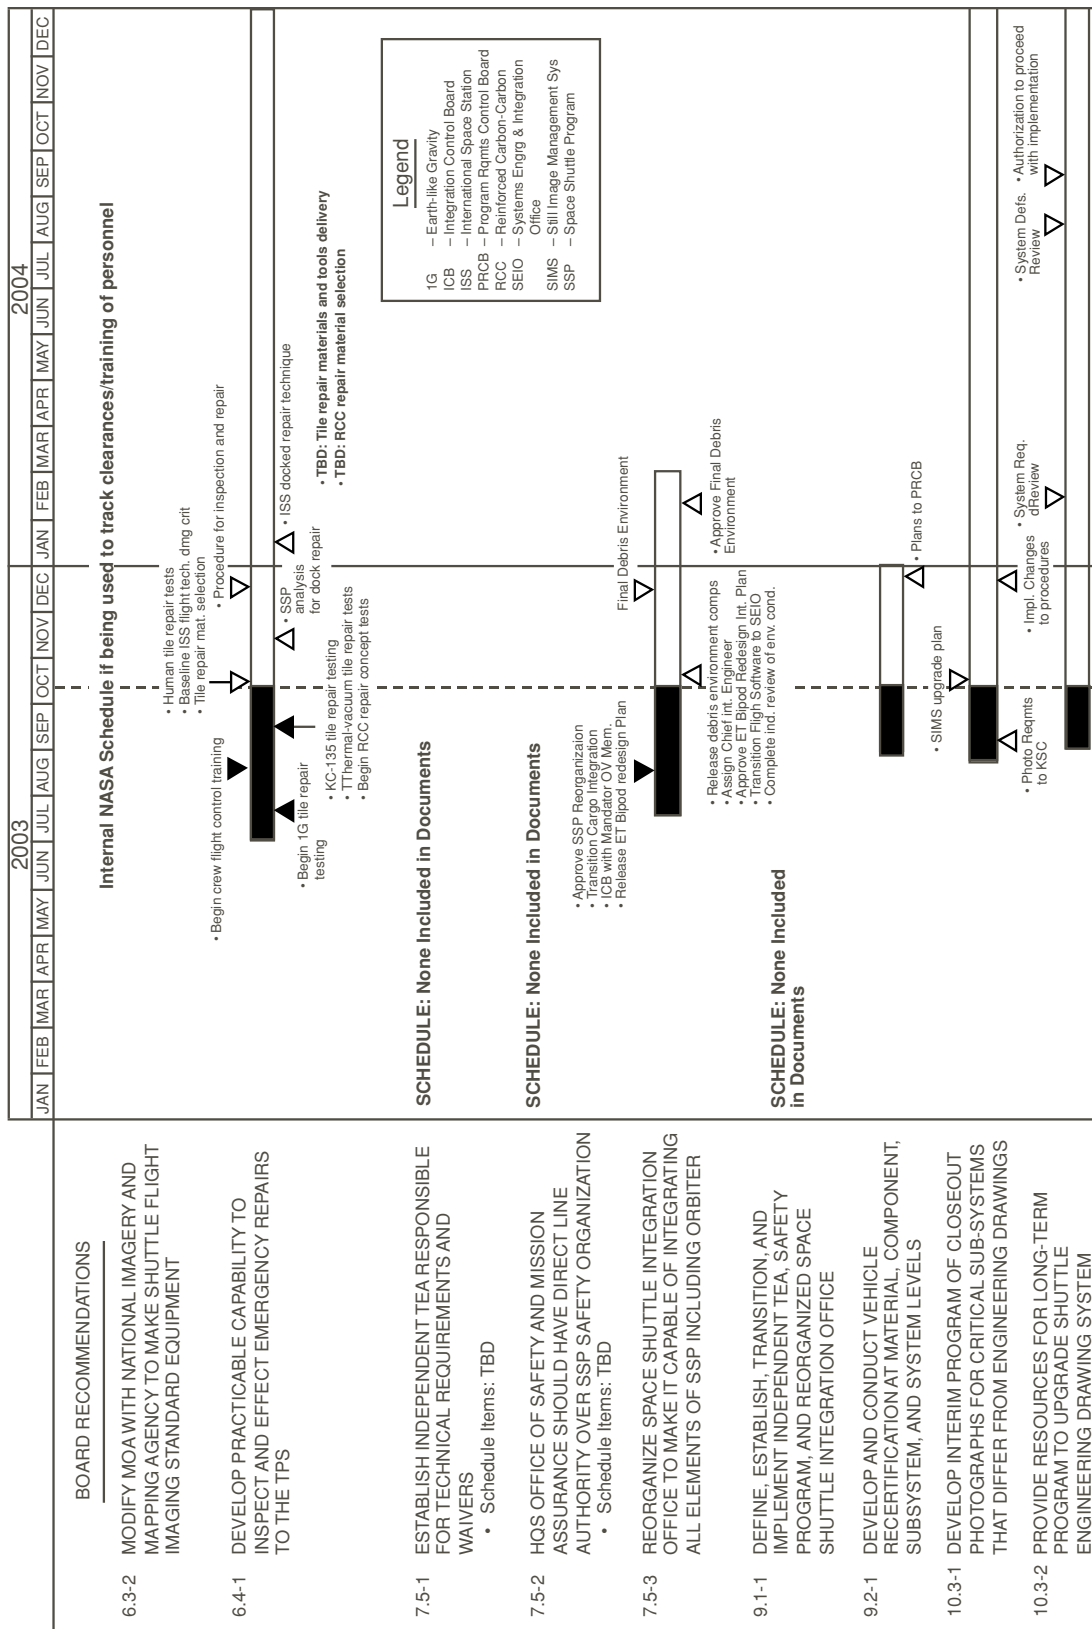 2003
2004
JAN FEB MAR APR MAY JUN JUL AUG SEP OCT NOV DEC JAN FEB MAR APR MAY JUN JUL AUG SEP OCT NOV DEC
BOARD RECOMMENDATIONS
6.3-2 MODIFY MOA WITH NATIONAL IMAGERY AND
MAPPING AGENCY TO MAKE SHUTTLE FLIGHT
IMAGING STANDARD EQUIPMENT
Internal NASA Schedule if being used to track clearances/training of personnel
6.4-1 DEVELOP PRACTICABLE CAPABILITY TO
INSPECT AND EFFECT EMERGENCY REPAIRS
TO THE TPS
• Begin crew flight control training
• Human tile repair tests
• Baseline ISS flight tech. dmg crit
• Tile repair mat. selection
• Procedure for inspection and repair
• Begin 1G tile repair
testing
• KC-135 tile repair testing
• TThermal-vacuum tile repair tests
• Begin RCC repair concept tests
• SSP
analysis
for dock repair
• ISS docked repair technique
• TBD: Tile repair materials and tools delivery
• TBD: RCC repair material selection
Legend
1G – Earth-like Gravity
ICB – Integration Control Board
ISS – International Space Station
PRCB – Program Rqmts Control Board
RCC – Reinforced Carbon-Carbon
SEIO – Systems Engrg & Integration
Office
SIMS – Still Image Management Sys
SSP – Space Shuttle Program
7.5-1 ESTABLISH INDEPENDENT TEA RESPONSIBLE
FOR TECHNICAL REQUIREMENTS AND
WAIVERS
• Schedule Items: TBD
SCHEDULE: None Included in Documents
7.5-2 HQS OFFICE OF SAFETY AND MISSION
ASSURANCE SHOULD HAVE DIRECT LINE
AUTHORITY OVER SSP SAFETY ORGANIZATION
• Schedule Items: TBD
SCHEDULE: None Included in Documents
7.5-3 REORGANIZE SPACE SHUTTLE INTEGRATION
OFFICE TO MAKE IT CAPABLE OF INTEGRATING
ALL ELEMENTS OF SSP INCLUDING ORBITER
• Approve SSP Reorganizaion
• Transition Cargo Integration
• ICB with Mandator OV Mem.
• Release ET Bipod redesign Plan
Final Debris Environment
• Release debris environment comps
• Assign Chief int. Engineer
• Approve ET Bipod Redesign Int. Plan
• Transition Fligh Software to SEIO
• Complete ind. review of env. cond.
• Approve Final Debris
Environment
9.1-1 DEFINE, ESTABLISH, TRANSITION, AND
IMPLEMENT INDEPENDENT TEA, SAFETY
PROGRAM, AND REORGANIZED SPACE
SHUTTLE INTEGRATION OFFICE
SCHEDULE: None Included
in Documents
9.2-1 DEVELOP AND CONDUCT VEHICLE
RECERTIFICATION AT MATERIAL, COMPONENT,
SUBSYSTEM, AND SYSTEM LEVELS
• Plans to PRCB
10.3-1 DEVELOP INTERIM PROGRAM OF CLOSEOUT
PHOTOGRAPHS FOR CRITICAL SUB-SYSTEMS
THAT DIFFER FROM ENGINEERING DRAWINGS
• SIMS upgrade plan
• Photo Reqmts
to KSC
• Impl. Changes
to procedures
10.3-2 PROVIDE RESOURCES FOR LONG-TERM
PROGRAM TO UPGRADE SHUTTLE
ENGINEERING DRAWING SYSTEM
• System Req.
dReview
• System Defs.
Review
• Authorization to proceed
with implementation